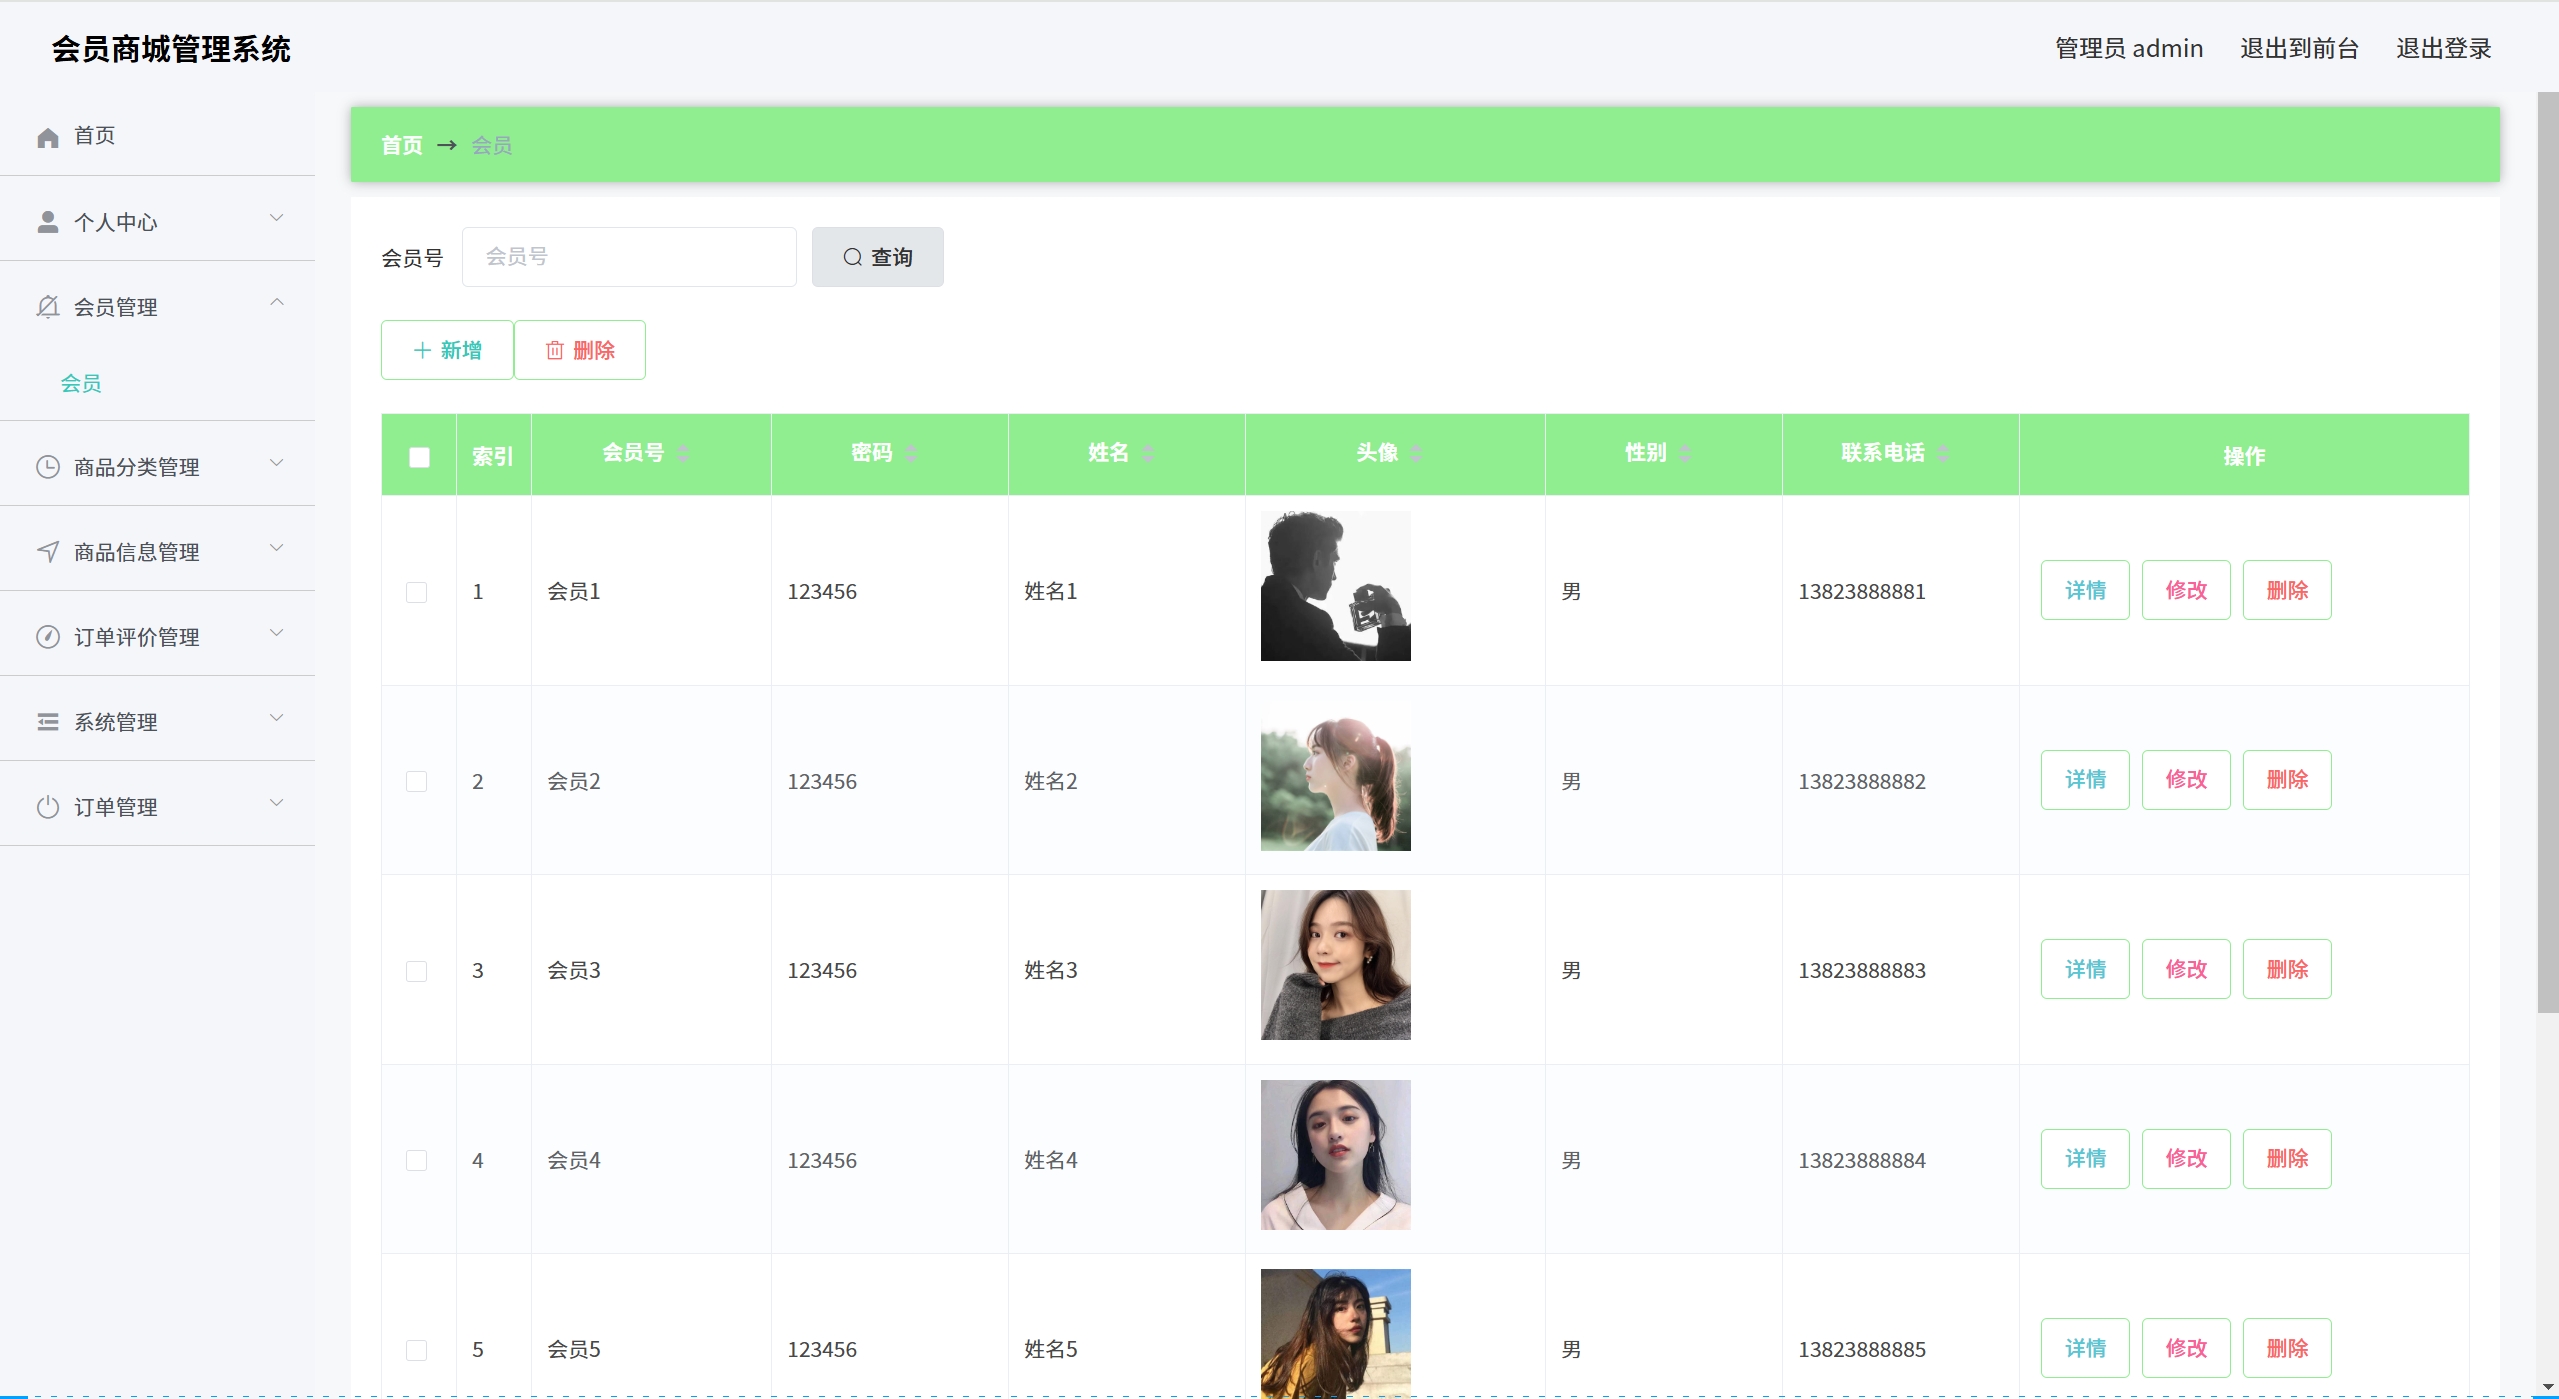 会员商城管理系统
管理员 admin 退出到前台 退出登录
首页
个人中心
会员管理
会员
商品分类管理
商品信息管理
订单评价管理
系统管理
订单管理
首页 → 会员
会员号 会员号 查询
新增 删除
索引 会员号 密码 姓名 头像 性别 联系电话 操作
1 会员1 123456 姓名1 男 13823888881 详情 修改 删除
2 会员2 123456 姓名2 男 13823888882 详情 修改 删除
3 会员3 123456 姓名3 男 13823888883 详情 修改 删除
4 会员4 123456 姓名4 男 13823888884 详情 修改 删除
5 会员5 123456 姓名5 男 13823888885 详情 修改 删除